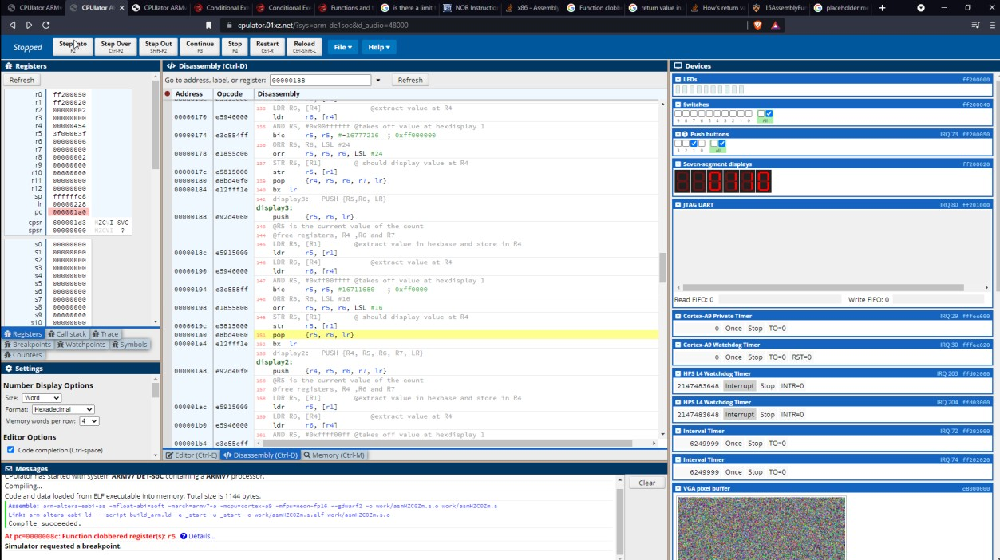 CPUlator ARMv
CPUlator AF
CPUlator ARMv
Conditional Exe
Conditional Exe
Functions and
is there a limit
NOR Instruction
x86 - Assembly
Function clobb
return value in
How's return va
15AssemblyFun
placeholder me
cpulator.01xz.net/?sys=arm-de1soc&d_audio=48000
Stopped
Step Into F2
Step Over Ctrl-F2
Step Out Shift-F2
Continue F3
Stop F4
Restart Ctrl-R
Reload Ctrl-Shift-L
File
Help
Registers
Refresh
r0 ff200050
r1 ff200020
r2 00000002
r3 00000000
r4 00000454
r5 3f06063f
r6 00000006
r7 00000000
r8 00000002
r9 00000000
r10 00000000
r11 00000000
r12 00000000
sp ffffffc8
lr 00000228
pc 000001a0
cpsr 600001d3 NZCVI SVC
spsr 00000000 NZCVI ?
s0 00000000
s1 00000000
s2 00000000
s3 00000000
s4 00000000
s5 00000000
s6 00000000
s7 00000000
s8 00000000
s9 00000000
s10 00000000
Registers
Call stack
Trace
Breakpoints
Watchpoints
Symbols
Counters
Settings
Number Display Options
Size: Word
Format: Hexadecimal
Memory words per row: 4
Editor Options
Code completion (Ctrl-space)
Disassembly (Ctrl-D)
Go to address, label, or register: 00000188
Refresh
Address Opcode Disassembly
LDR R6, [R4] @extract value at R4
00000170 e5946000 ldr r6, [r4]
AND R5, #0x00ffffff @takes off value at hexdisplay 1
00000174 e3c554ff bic r5, r5, #-16777216 ; 0xff000000
ORR R5, R6, LSL #24
00000178 e1855c06 orr r5, r5, r6, LSL #24
STR R5, [R1] @ should display value at R4
0000017c e5815000 str r5, [r1]
00000180 e8bd40f0 pop {r4, r5, r6, r7, lr}
00000184 e12fff1e bx lr
display3: PUSH {R5,R6, LR}
display3:
00000188 e92d4060 push {r5, r6, lr}
@R5 is the current value of the count
@free registers, R4 ,R6 and R7
LDR R5, [R1] @extract value in hexbase and store in R4
0000018c e5915000 ldr r5, [r1]
LDR R6, [R4] @extract value at R4
00000190 e5946000 ldr r6, [r4]
AND R5, #0xff00ffff @takes off value at hexdisplay 1
00000194 e3c558ff bic r5, r5, #16711680 ; 0xff0000
ORR R5, R6, LSL #16
00000198 e1855806 orr r5, r5, r6, LSL #16
STR R5, [R1] @ should display value at R4
0000019c e5815000 str r5, [r1]
000001a0 e8bd4060 pop {r5, r6, lr}
000001a4 e12fff1e bx lr
display2: PUSH {R4, R5, R6, R7, LR}
display2:
000001a8 e92d40f0 push {r4, r5, r6, r7, lr}
@R5 is the current value of the count
@free registers, R4 ,R6 and R7
LDR R5, [R1] @extract value in hexbase and store in R4
000001ac e5915000 ldr r5, [r1]
LDR R6, [R4] @extract value at R4
000001b0 e5946000 ldr r6, [r4]
AND R5, #0xffff00ff @takes off value at hexdisplay 1
000001b4 e3c55cff
Editor (Ctrl-E)
Disassembly (Ctrl-D)
Memory (Ctrl-M)
Messages
CPUlator has started with system ARMV7 DE1-SoC containing a ARMV7 processor.
Compiling...
Code and data loaded from ELF executable into memory. Total size is 1144 bytes.
Assemble: arm-altera-eabi-as -mfloat-abi=soft -march=armv7-a -mcpu=cortex-a9 -mfpu=neon-fp16 --gdwarf2 -o work/asmHZC0Zm.s.o work/asmHZC0Zm.s
Link: arm-altera-eabi-ld --script build_arm.ld -e _start -u _start -o work/asmHZC0Zm.s.elf work/asmHZC0Zm.s.o
Compile succeeded.
At pc=0000008c: Function clobbered register(s): r5 Details...
Simulator requested a breakpoint.
Clear
Devices
LEDs ff200000
Switches ff200040
9 8 7 6 5 4 3 2 1 0 All
Push buttons IRQ 73 ff200050
3 2 1 0 All
Seven-segment displays ff200020
0110
JTAG UART IRQ 80 ff201000
Read FIFO: 0
Write FIFO: 0
Cortex-A9 Private Timer IRQ 29 fffec600
0 Once Stop TO=0
Cortex-A9 Watchdog Timer IRQ 30 fffec620
0 Once Stop TO=0 RST=0
HPS L4 Watchdog Timer IRQ 203 ffd02000
2147483648 Interrupt Stop INTR=0
HPS L4 Watchdog Timer IRQ 204 ffd03000
2147483648 Interrupt Stop INTR=0
Interval Timer IRQ 72 ff202000
6249999 Once Stop TO=0
Interval Timer IRQ 74 ff202020
6249999 Once Stop TO=0
VGA pixel buffer c8000000